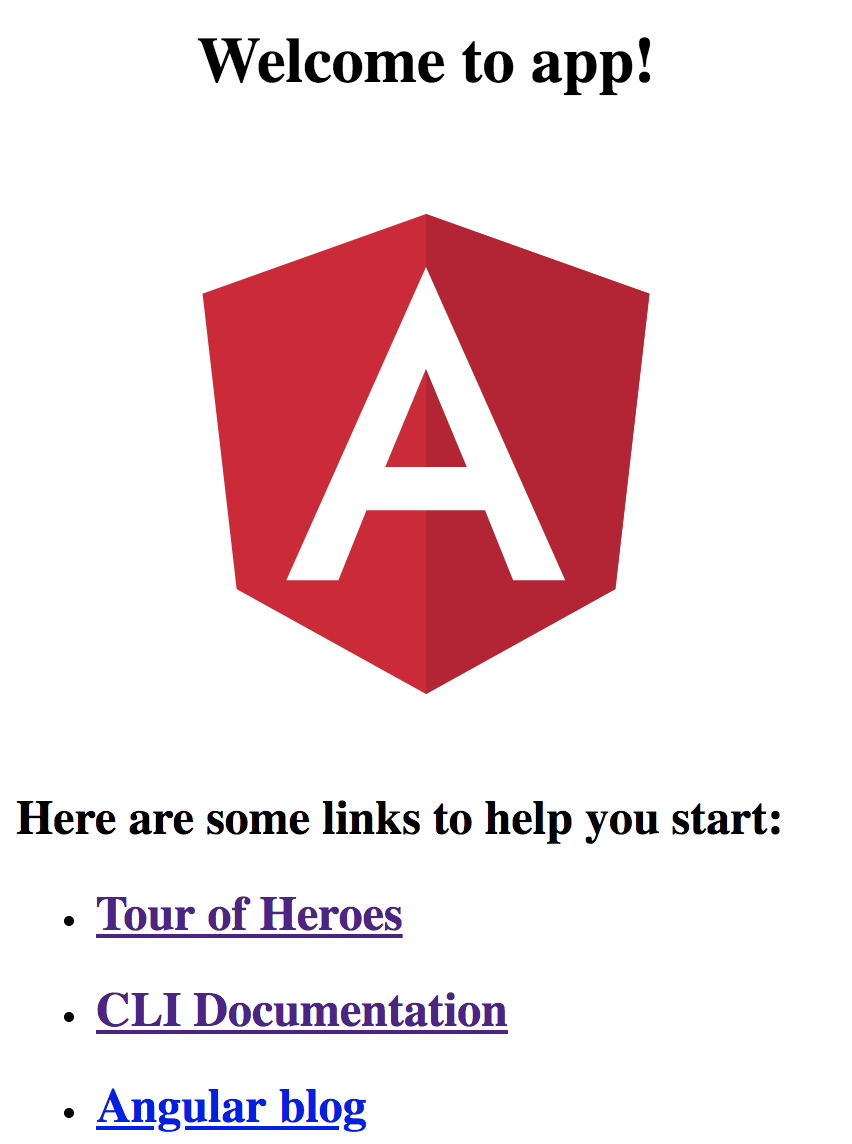 Welcome to app!
A
Here are some links to help you start:
Tour of Heroes
CLI Documentation
Angular blog